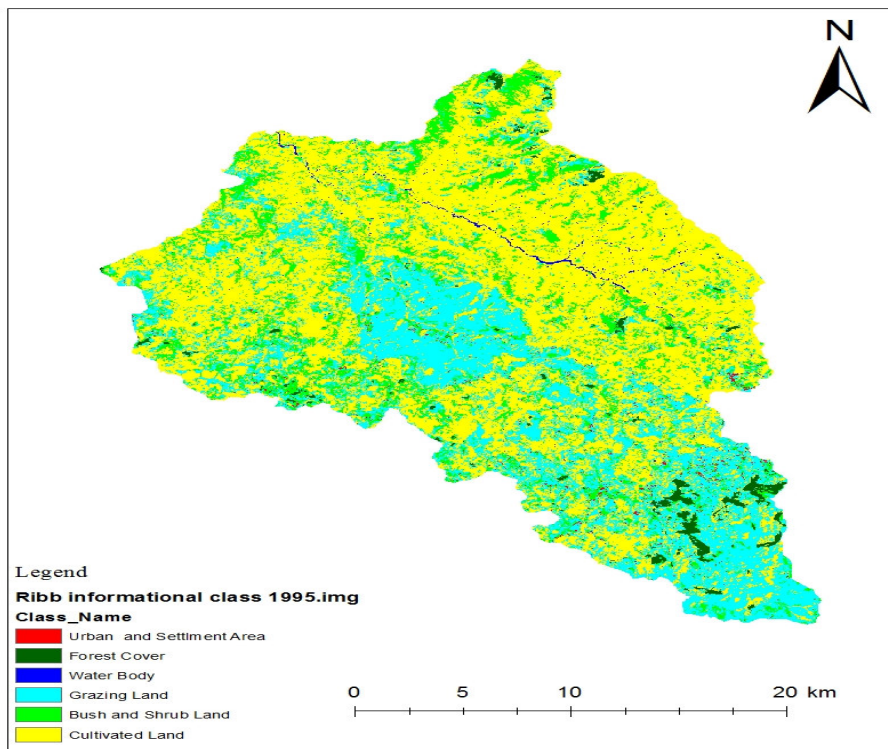 N
Legend
Ribb informational class 1995.img
Class_Name
Urban and Settlment Area
Forest Cover
Water Body
Grazing Land
Bush and Shrub Land
Cultivated Land
0 5 10 20 km